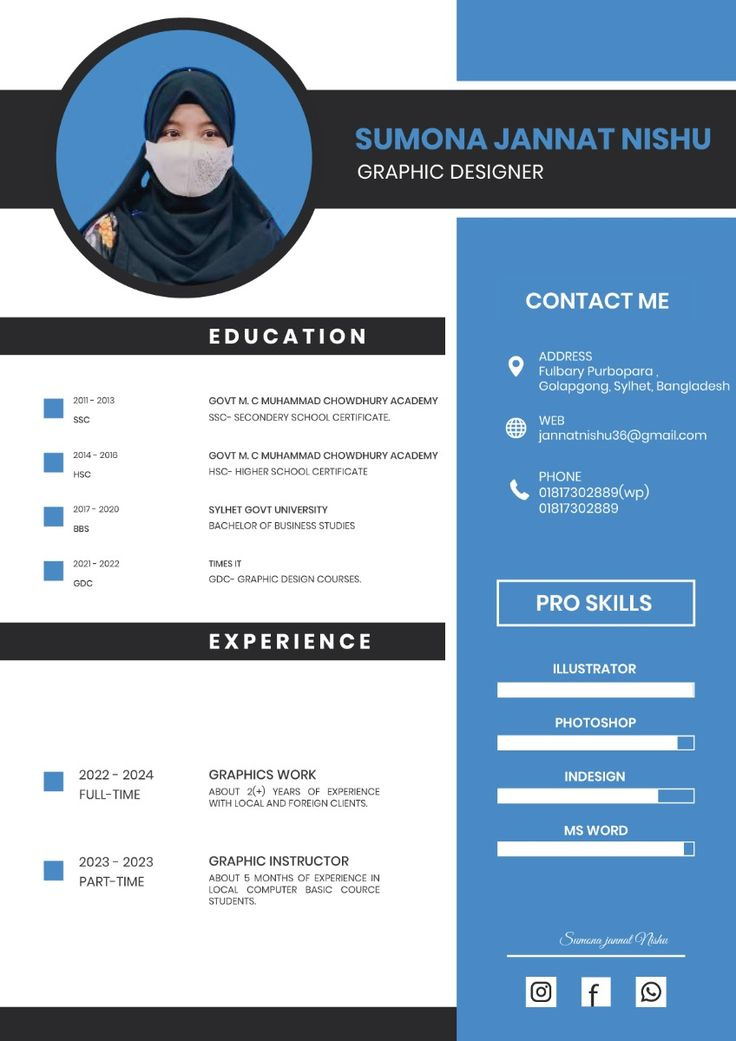 SUMONA JANNAT NISHU
GRAPHIC DESIGNER
EDUCATION
2011 - 2013
SSC
GOVT M. C MUHAMMAD CHOWDHURY ACADEMY
SSC- SECONDERY SCHOOL CERTIFICATE.
2014 - 2016
HSC
GOVT M. C MUHAMMAD CHOWDHURY ACADEMY
HSC- HIGHER SCHOOL CERTIFICATE
2017 - 2020
BBS
SYLHET GOVT UNIVERSITY
BACHELOR OF BUSINESS STUDIES
2021 - 2022
GDC
TIMES IT
GDC- GRAPHIC DESIGN COURSES.
EXPERIENCE
2022 - 2024
FULL-TIME
GRAPHICS WORK
ABOUT 2(+) YEARS OF EXPERIENCE
WITH LOCAL AND FOREIGN CLIENTS.
2023 - 2023
PART-TIME
GRAPHIC INSTRUCTOR
ABOUT 5 MONTHS OF EXPERIENCE IN
LOCAL COMPUTER BASIC COURCE
STUDENTS.
CONTACT ME
ADDRESS
Fulbary Purbopara ,
Golapgong, Sylhet, Bangladesh
WEB
jannatnishu36@gmail.com
PHONE
01817302889(wp)
01817302889
PRO SKILLS
ILLUSTRATOR
PHOTOSHOP
INDESIGN
MS WORD
Sumona jannat Nishu